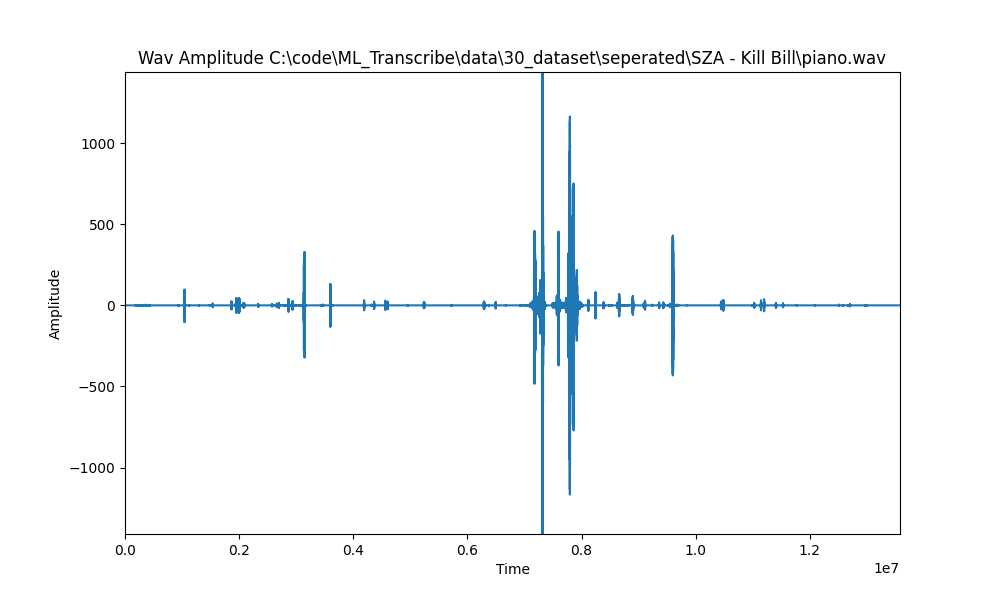 Wav Amplitude C:\code\ML_Transcribe\data\30_dataset\seperated\SZA - Kill Bill\piano.wav
1000
500
0
−500
−1000
Amplitude
0.0 0.2 0.4 0.6 0.8 1.0 1.2
1e7
Time